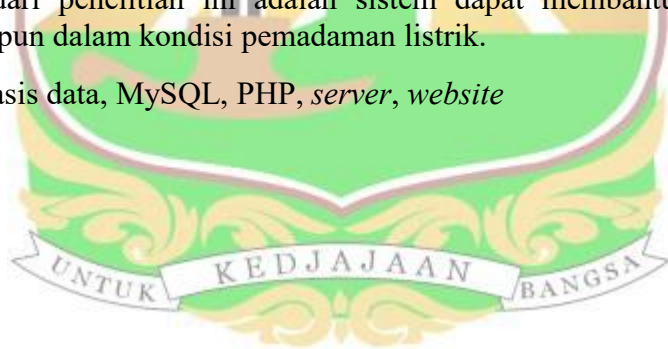 dari penelitian ini adalah sistem dapat membantu
pun dalam kondisi pemadaman listrik.
asis data, MySQL, PHP, server, website
UNTUK KEDJAJAAN BANGSA